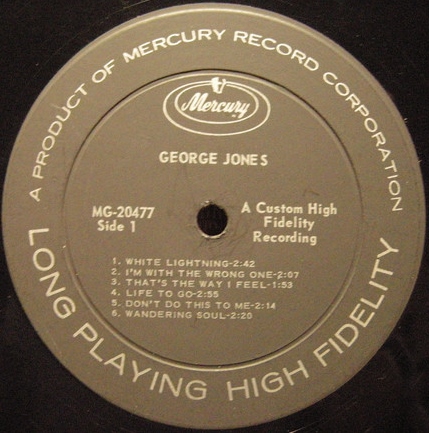 A PRODUCT OF MERCURY RECORD CORPORATION
Mercury
GEORGE JONES
MG-20477
Side 1
A Custom High
Fidelity
Recording
1. WHITE LIGHTNING-2:42
2. I'M WITH THE WRONG ONE-2:07
3. THAT'S THE WAY I FEEL-1:53
4. LIFE TO GO-2:55
5. DON'T DO THIS TO ME-2:14
6. WANDERING SOUL-2:20
LONG PLAYING HIGH FIDELITY